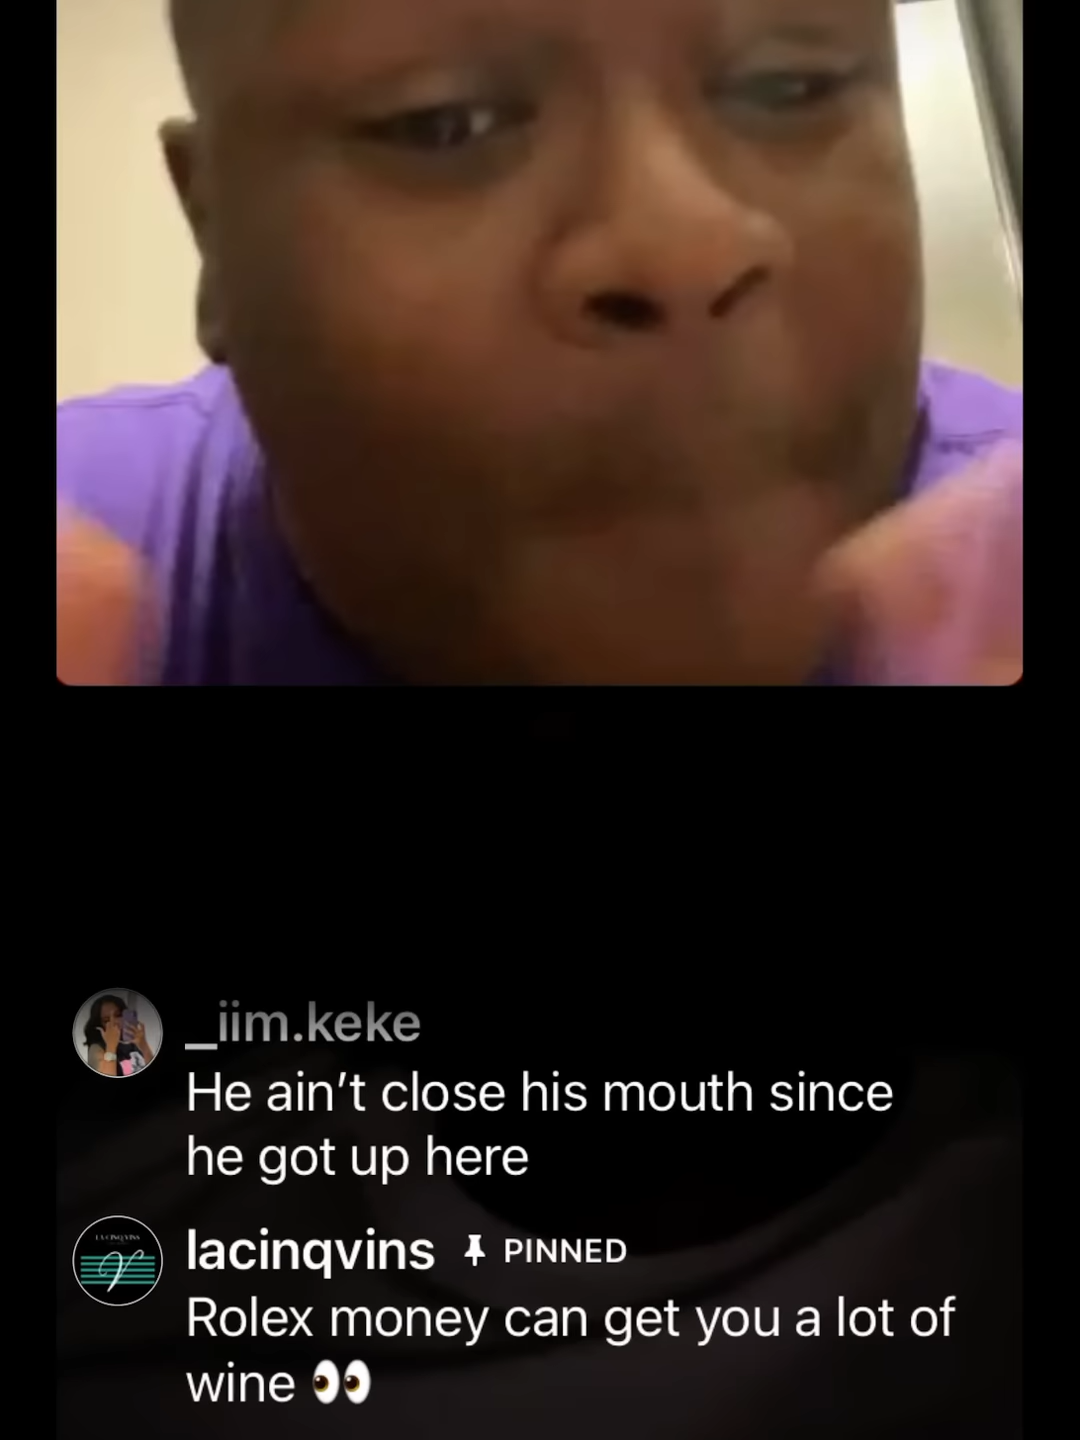 _iim.keke
He ain’t close his mouth since
he got up here
lacinqvins PINNED
Rolex money can get you a lot of
wine 👀